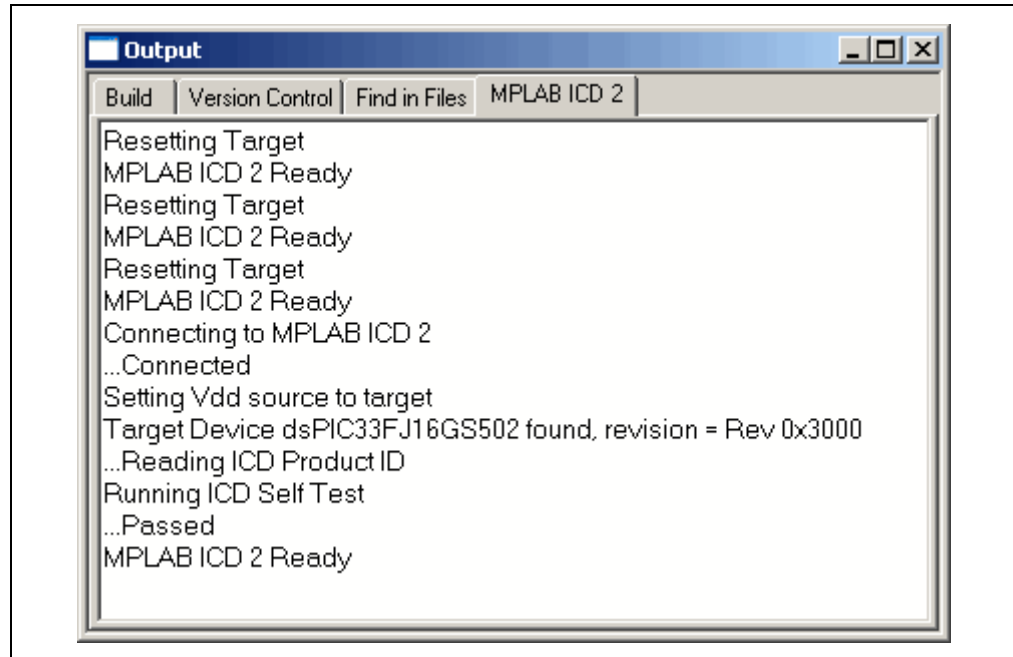 Output
Build Version Control Find in Files MPLAB ICD 2
Resetting Target
MPLAB ICD 2 Ready
Resetting Target
MPLAB ICD 2 Ready
Resetting Target
MPLAB ICD 2 Ready
Connecting to MPLAB ICD 2
...Connected
Setting Vdd source to target
Target Device dsPIC33FJ16GS502 found, revision = Rev 0x3000
...Reading ICD Product ID
Running ICD Self Test
...Passed
MPLAB ICD 2 Ready